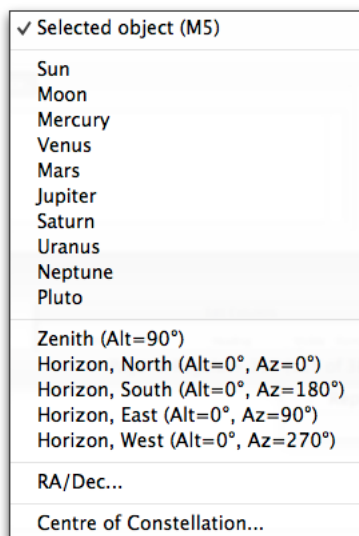 ✓ Selected object (M5)
Sun
Moon
Mercury
Venus
Mars
Jupiter
Saturn
Uranus
Neptune
Pluto
Zenith (Alt=90°)
Horizon, North (Alt=0°, Az=0°)
Horizon, South (Alt=0°, Az=180°)
Horizon, East (Alt=0°, Az=90°)
Horizon, West (Alt=0°, Az=270°)
RA/Dec...
Centre of Constellation...